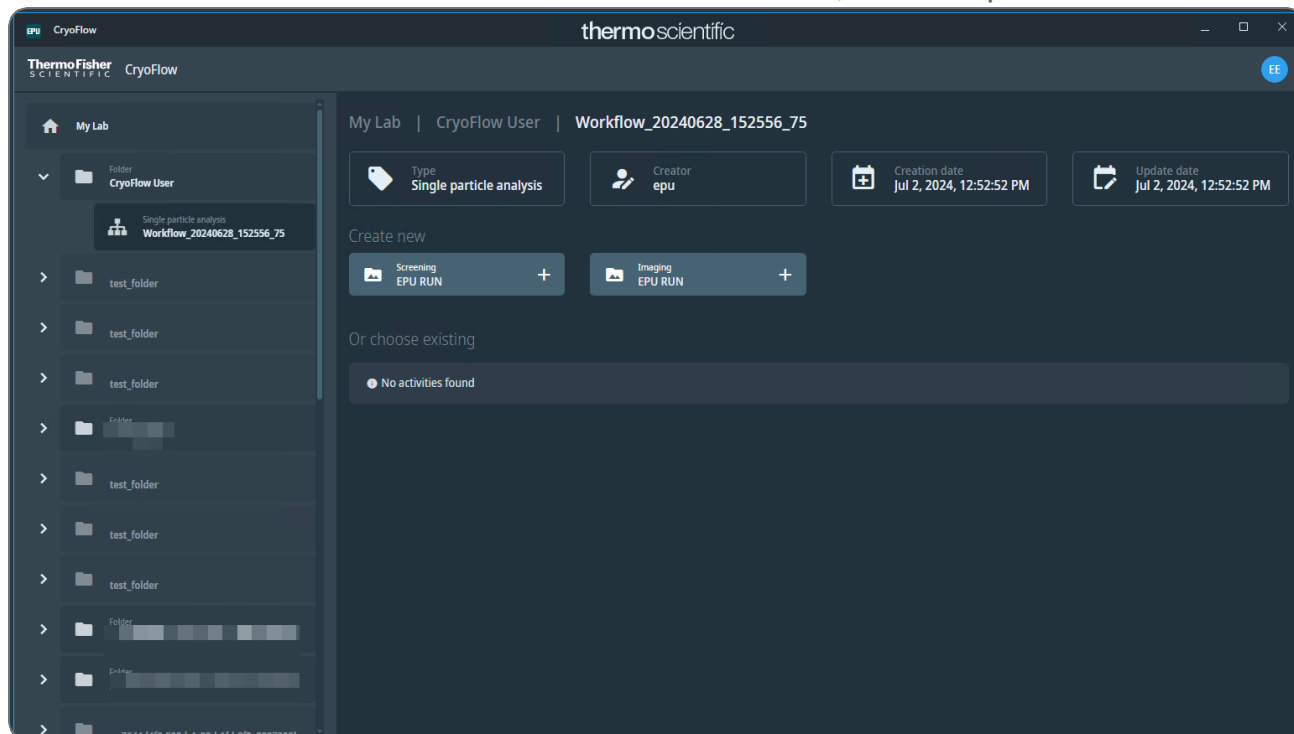 EPU CryoFlow
thermo scientific
ThermoFisher
SCIENTIFIC
CryoFlow
EE
My Lab
Folder
CryoFlow User
Single particle analysis
Workflow_20240628_152556_75
test_folder
test_folder
test_folder
Folder
test_folder
test_folder
test_folder
Folder
Folder
My Lab | CryoFlow User | Workflow_20240628_152556_75
Type
Single particle analysis
Creator
epu
Creation date
Jul 2, 2024, 12:52:52 PM
Update date
Jul 2, 2024, 12:52:52 PM
Create new
Screening
EPU RUN
+
Imaging
EPU RUN
+
Or choose existing
No activities found